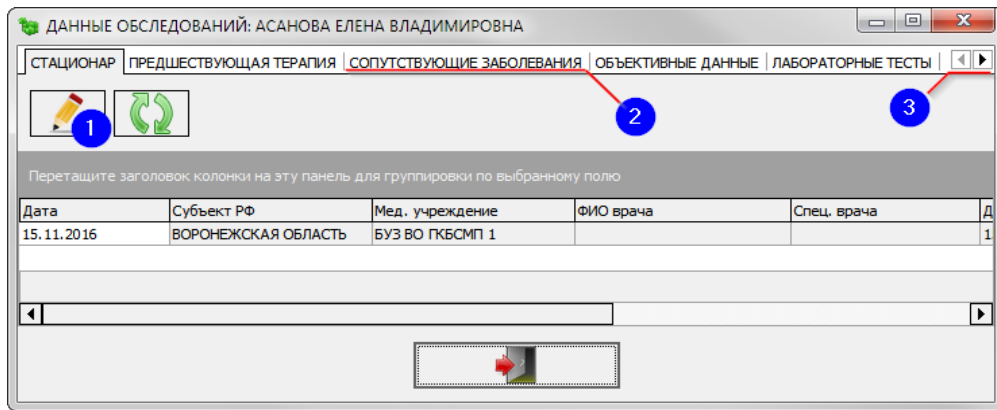 ДАННЫЕ ОБСЛЕДОВАНИЙ: АСАНОВА ЕЛЕНА ВЛАДИМИРОВНА
СТАЦИОНАР ПРЕДШЕСТВУЮЩАЯ ТЕРАПИЯ СОПУТСТВУЮЩИЕ ЗАБОЛЕВАНИЯ ОБЪЕКТИВНЫЕ ДАННЫЕ ЛАБОРАТОРНЫЕ ТЕСТЫ
1 2 3
Перетащите заголовок колонки на эту панель для группировки по выбранному полю
Дата Субъект РФ Мед. учреждение ФИО врача Спец. врача Д
15.11.2016 ВОРОНЕЖСКАЯ ОБЛАСТЬ БУЗ ВО ГКБСМП 1 1